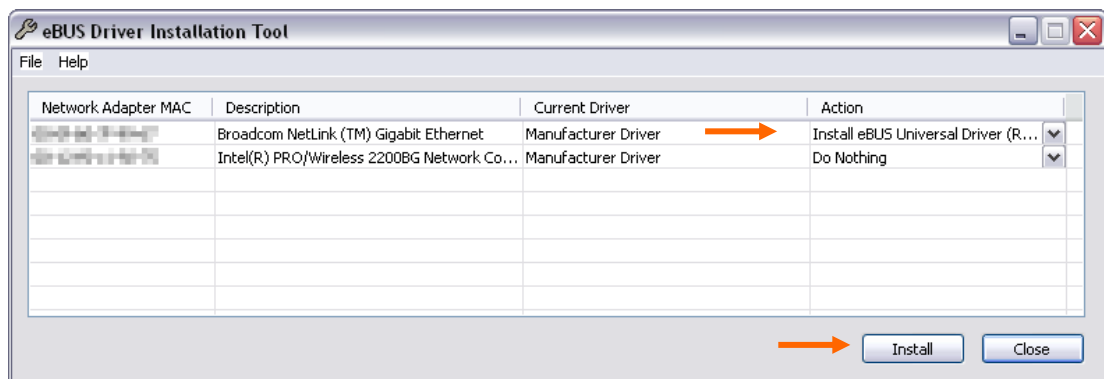 eBUS Driver Installation Tool
File Help
Network Adapter MAC Description Current Driver Action
Broadcom NetLink (TM) Gigabit Ethernet Manufacturer Driver Install eBUS Universal Driver (R...
Intel(R) PRO/Wireless 2200BG Network Co... Manufacturer Driver Do Nothing
Install Close